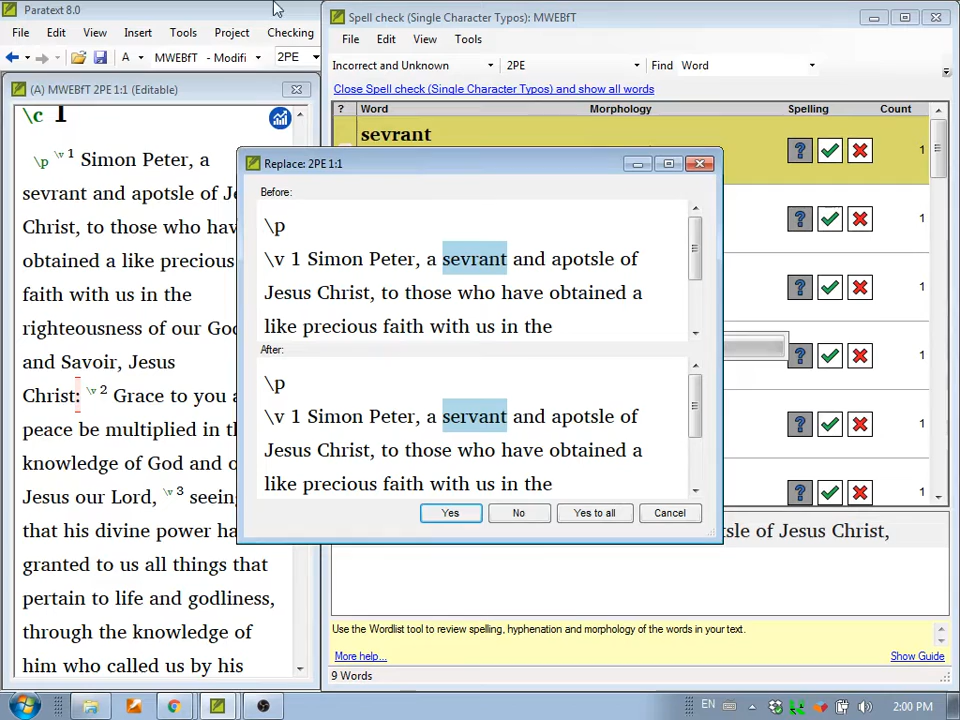 Paratext 8.0
File Edit View Insert Tools Project Checking
A MWEBfT - Modifi 2PE
(A) MWEBfT 2PE 1:1 (Editable)
\c 1
\p \v 1 Simon Peter, a
sevrant and apotsle of Je
Christ, to those who hav
obtained a like precious
faith with us in the
righteousness of our God
and Savoir, Jesus
Christ: \v 2 Grace to you a
peace be multiplied in th
knowledge of God and o
Jesus our Lord, \v 3 seein
that his divine power ha
granted to us all things that
pertain to life and godliness,
through the knowledge of
him who called us by his
Spell check (Single Character Typos): MWEBfT
File Edit View Tools
Incorrect and Unknown 2PE Find Word
Close Spell check (Single Character Typos) and show all words
? Word Morphology Spelling Count
sevrant
? 1
? 1
? 1
? 1
? 1
? 1
Replace: 2PE 1:1
Before:
\p
\v 1 Simon Peter, a sevrant and apotsle of
Jesus Christ, to those who have obtained a
like precious faith with us in the
After:
\p
\v 1 Simon Peter, a servant and apotsle of
Jesus Christ, to those who have obtained a
like precious faith with us in the
Yes No Yes to all Cancel
sle of Jesus Christ,
Use the Wordlist tool to review spelling, hyphenation and morphology of the words in your text.
More help... Show Guide
9 Words
EN 2:00 PM